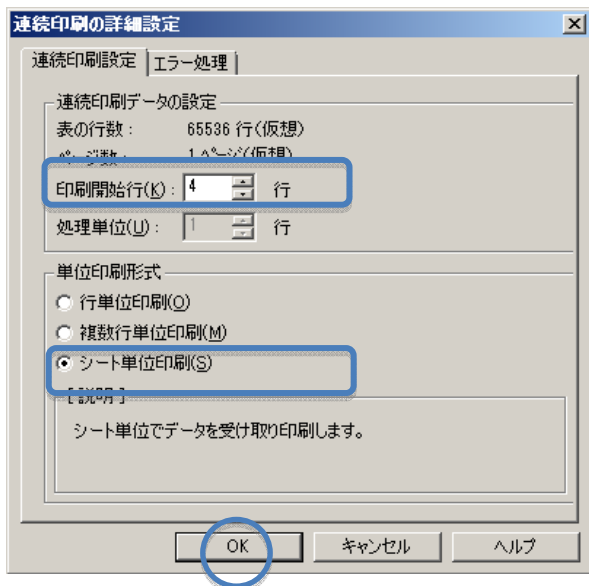 連続印刷の詳細設定
連続印刷設定 エラー処理
連続印刷データの設定
表の行数： 65536 行(仮想)
ページ数： 1 ページ(仮想)
印刷開始行(K)： 4 行
処理単位(U)： 1 行
単位印刷形式
行単位印刷(O)
複数行単位印刷(M)
シート単位印刷(S)
[説明]
シート単位でデータを受け取り印刷します。
OK キャンセル ヘルプ